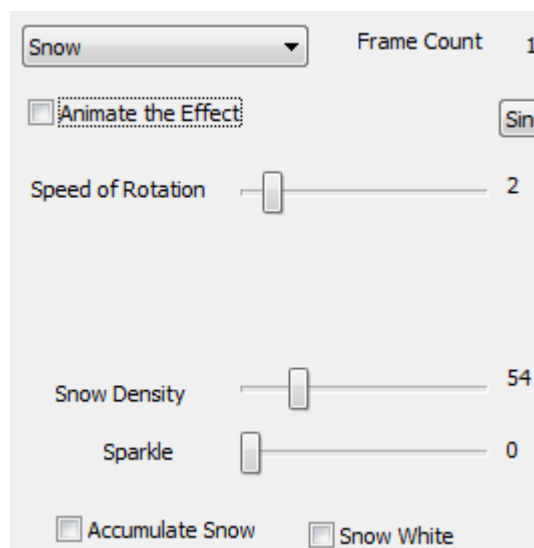 Snow
Frame Count 1
Animate the Effect
Sin
Speed of Rotation 2
Snow Density 54
Sparkle 0
Accumulate Snow
Snow White